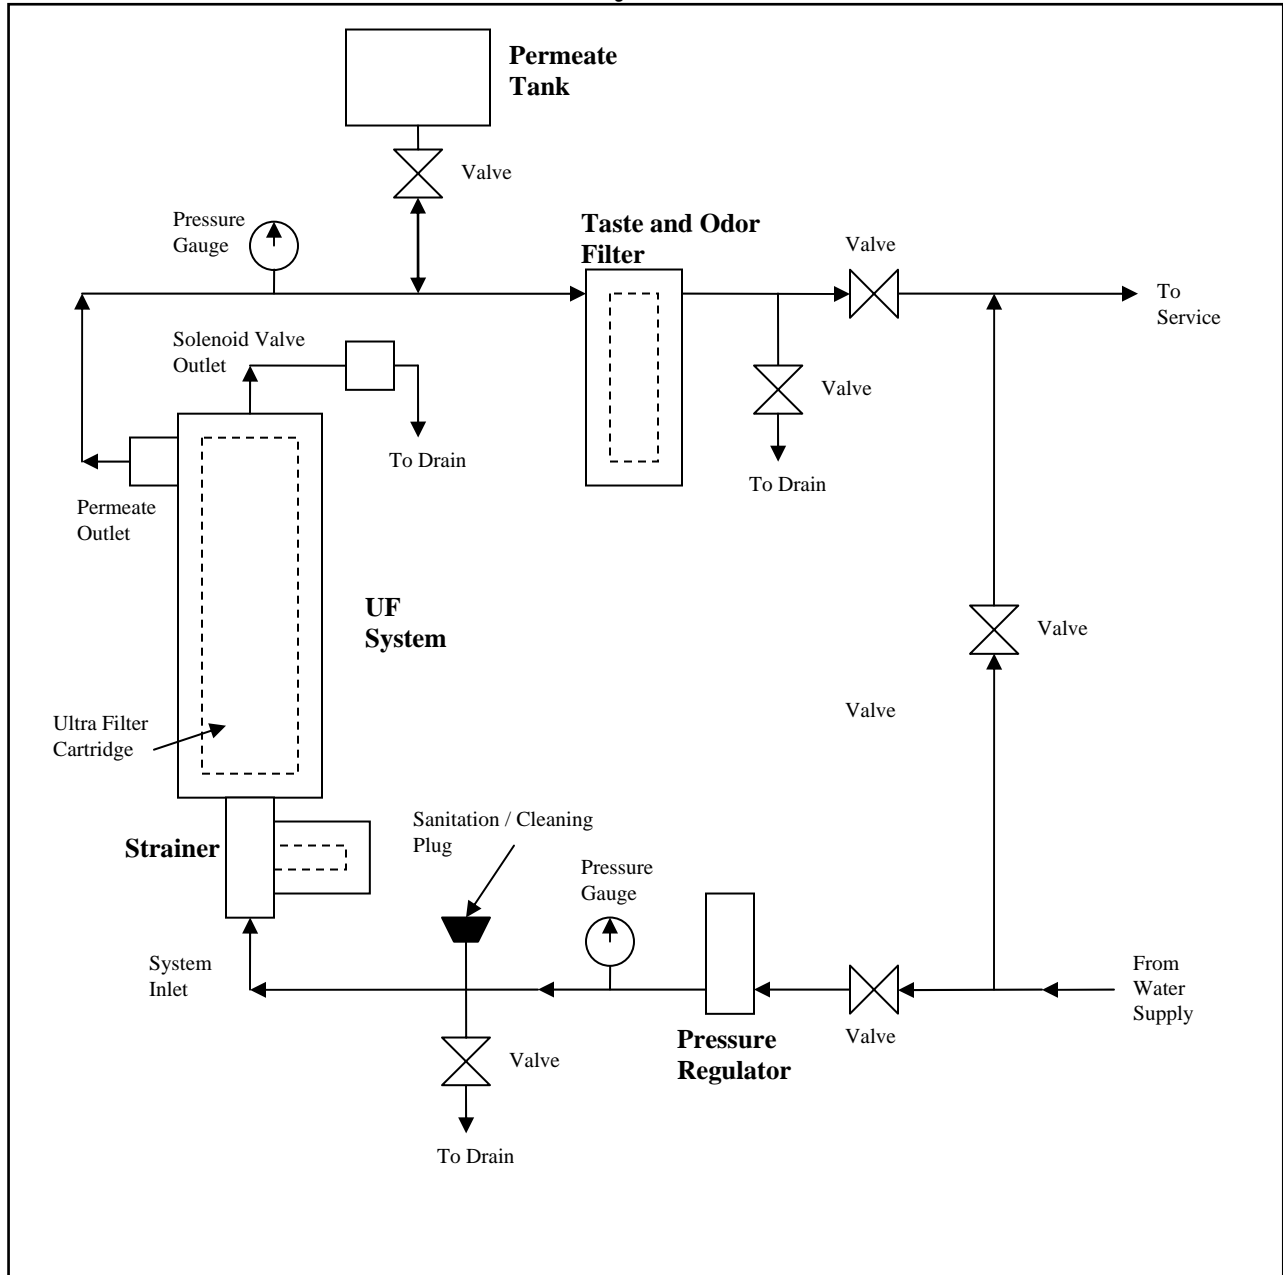 Permeate
Tank
Valve
Pressure
Gauge
Taste and Odor
Filter
Valve
To
Service
Solenoid Valve
Outlet
Valve
To Drain
To Drain
Permeate
Outlet
UF
System
Valve
Valve
Ultra Filter
Cartridge
Sanitation / Cleaning
Plug
Strainer
Pressure
Gauge
System
Inlet
From
Water
Supply
Valve
Pressure
Regulator
Valve
To Drain